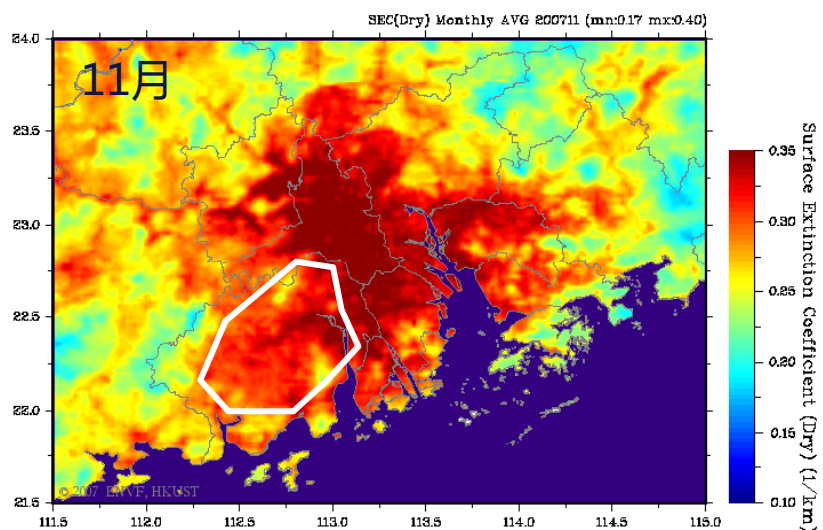 SEC(Dry) Monthly AVG 200711 (mn:0.17 mx:0.40)
11月
24.0
23.5
23.0
22.5
22.0
21.5
111.5 112.0 112.5 113.0 113.5 114.0 114.5 115.0
0.35
0.30
0.25
0.20
0.15
0.10
Surface Extinction Coefficient (Dry) (1/km)
© 2007 ENVF, HKUST